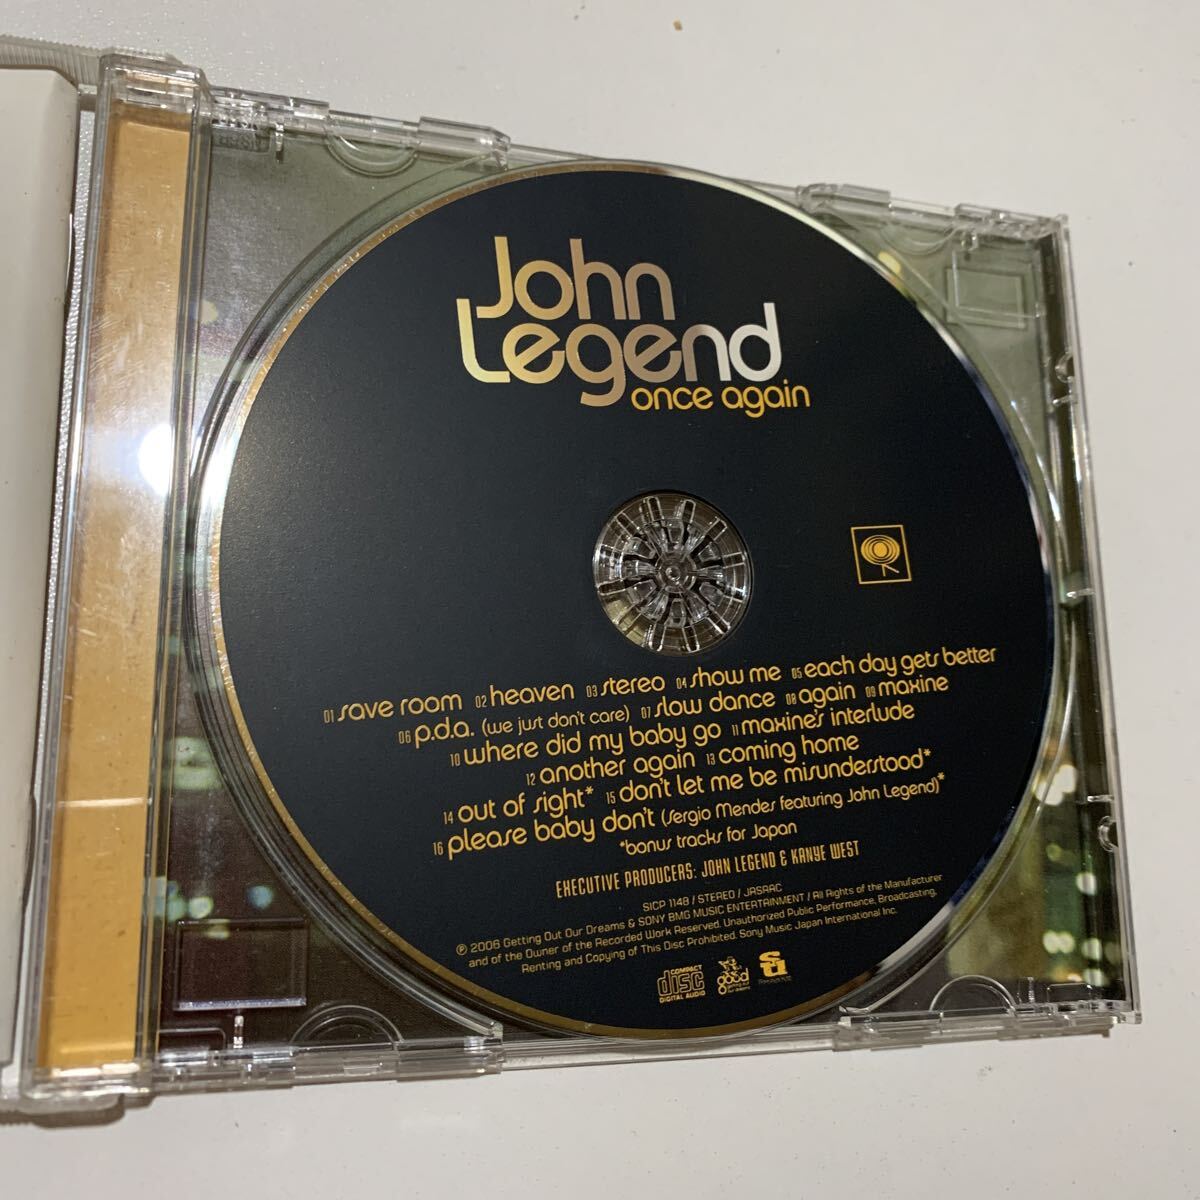 John
Legend
once again
01 save room 02 heaven 03 stereo 04 show me 05 each day gets better
06 p.d.a. (we just don't care) 07 slow dance 08 again 09 maxine
10 where did my baby go 11 maxine's interlude
12 another again 13 coming home
14 out of sight* 15 don't let me be misunderstood*
16 please baby don't (sergio mendes featuring John Legend)*
*bonus tracks for Japan
EXECUTIVE PRODUCERS: JOHN LEGEND & KANYE WEST
SICP 1148 / STEREO / JASRAC
℗ 2006 Getting Out Our Dreams & SONY BMG MUSIC ENTERTAINMENT / All Rights of the Manufacturer
and of the Owner of the Recorded Work Reserved. Unauthorized Public Performance, Broadcasting,
Renting and Copying of This Disc Prohibited. Sony Music Japan International Inc.
COMPACT
disc
DIGITAL AUDIO
good
getting out
our dreams